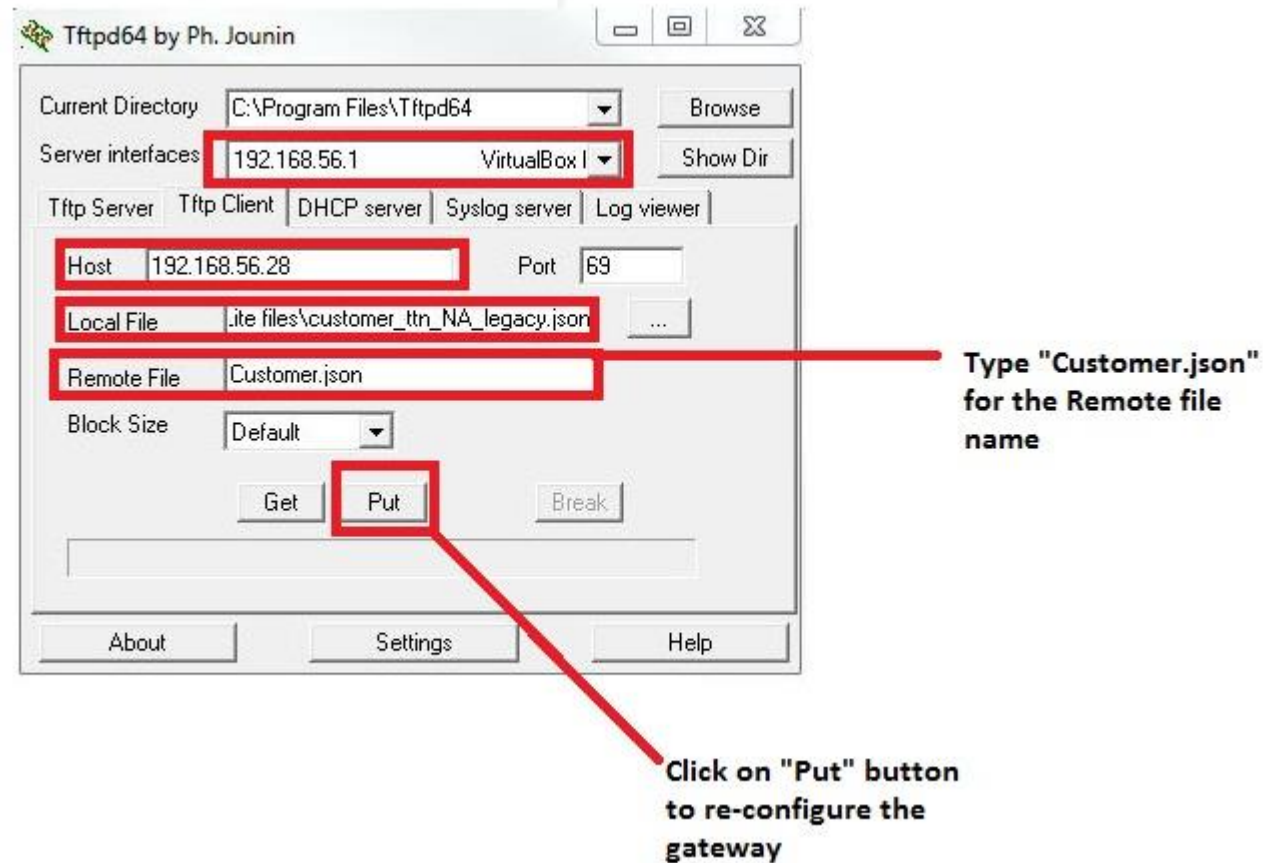 Tftpd64 by Ph. Jounin
Current Directory C:\Program Files\Tftpd64 Browse
Server interfaces 192.168.56.1 VirtualBox Show Dir
Tftp Server Tftp Client DHCP server Syslog server Log viewer
Host 192.168.56.28 Port 69
Local File .ite files\customer_ttn_NA_legacy.json ...
Remote File Customer.json
Block Size Default
Get Put Break
About Settings Help
Type "Customer.json"
for the Remote file
name
Click on "Put" button
to re-configure the
gateway